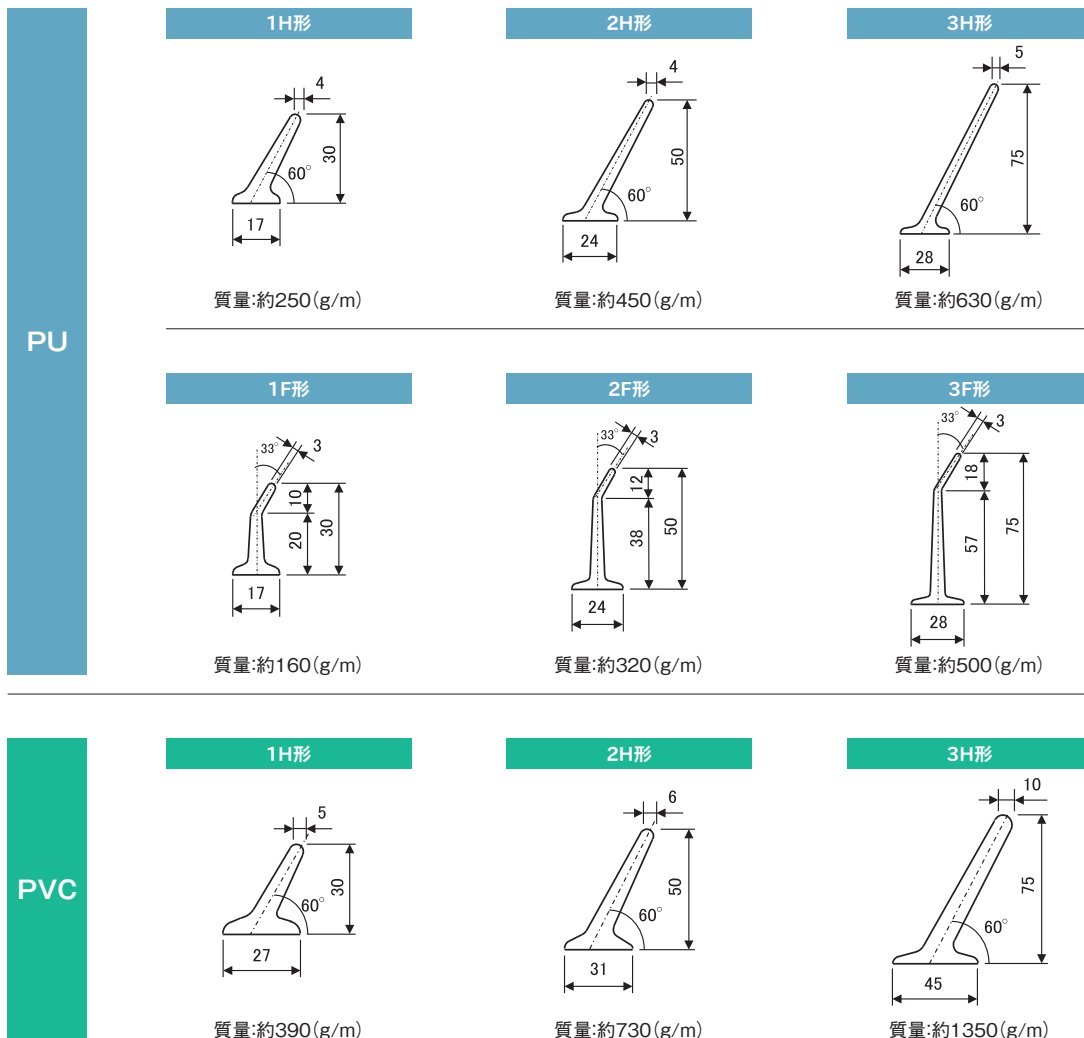 PU
1H形
4
30
60°
17
質量:約250(g/m)
2H形
4
50
60°
24
質量:約450(g/m)
3H形
5
75
60°
28
質量:約630(g/m)
1F形
33°
3
10
20
30
17
質量:約160(g/m)
2F形
33°
3
12
38
50
24
質量:約320(g/m)
3F形
33°
3
18
57
75
28
質量:約500(g/m)
PVC
1H形
5
30
60°
27
質量:約390(g/m)
2H形
6
50
60°
31
質量:約730(g/m)
3H形
10
75
60°
45
質量:約1350(g/m)